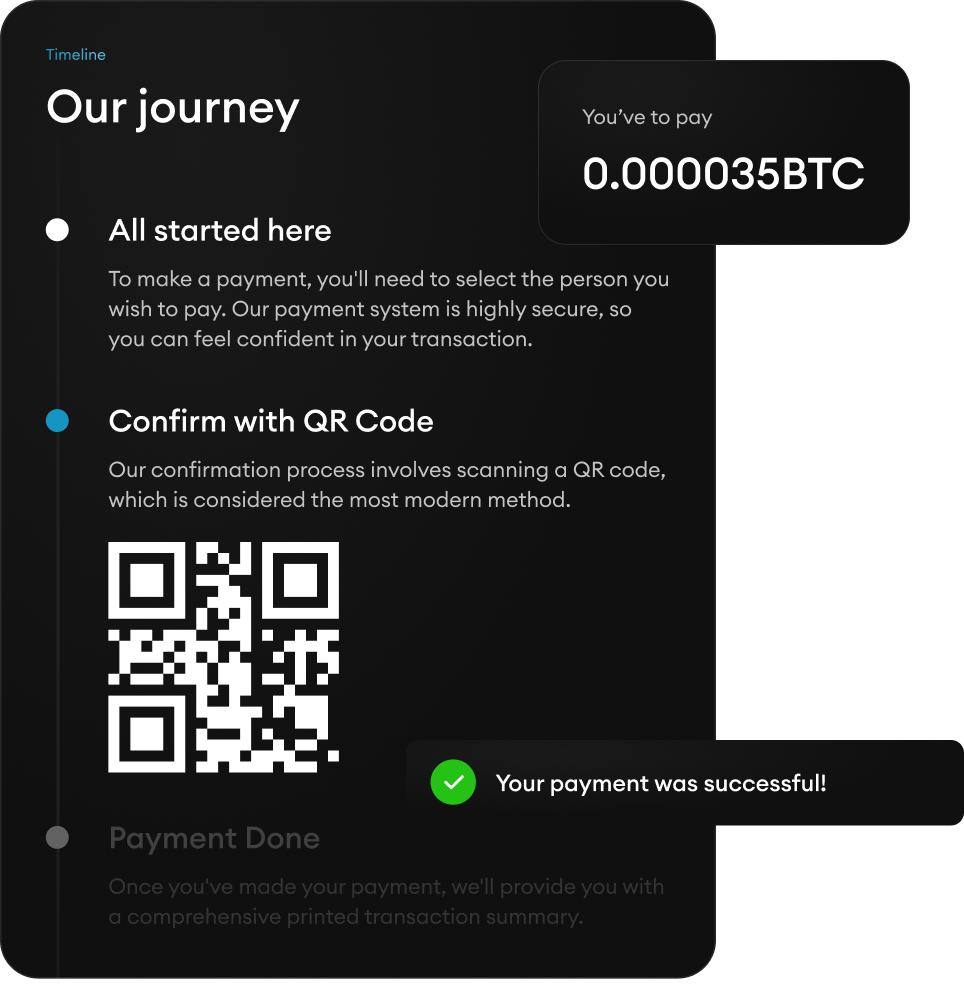 Timeline
Our journey
You’ve to pay
0.000035BTC
All started here
To make a payment, you'll need to select the person you
wish to pay. Our payment system is highly secure, so
you can feel confident in your transaction.
Confirm with QR Code
Our confirmation process involves scanning a QR code,
which is considered the most modern method.
Your payment was successful!
Payment Done
Once you've made your payment, we'll provide you with
a comprehensive printed transaction summary.